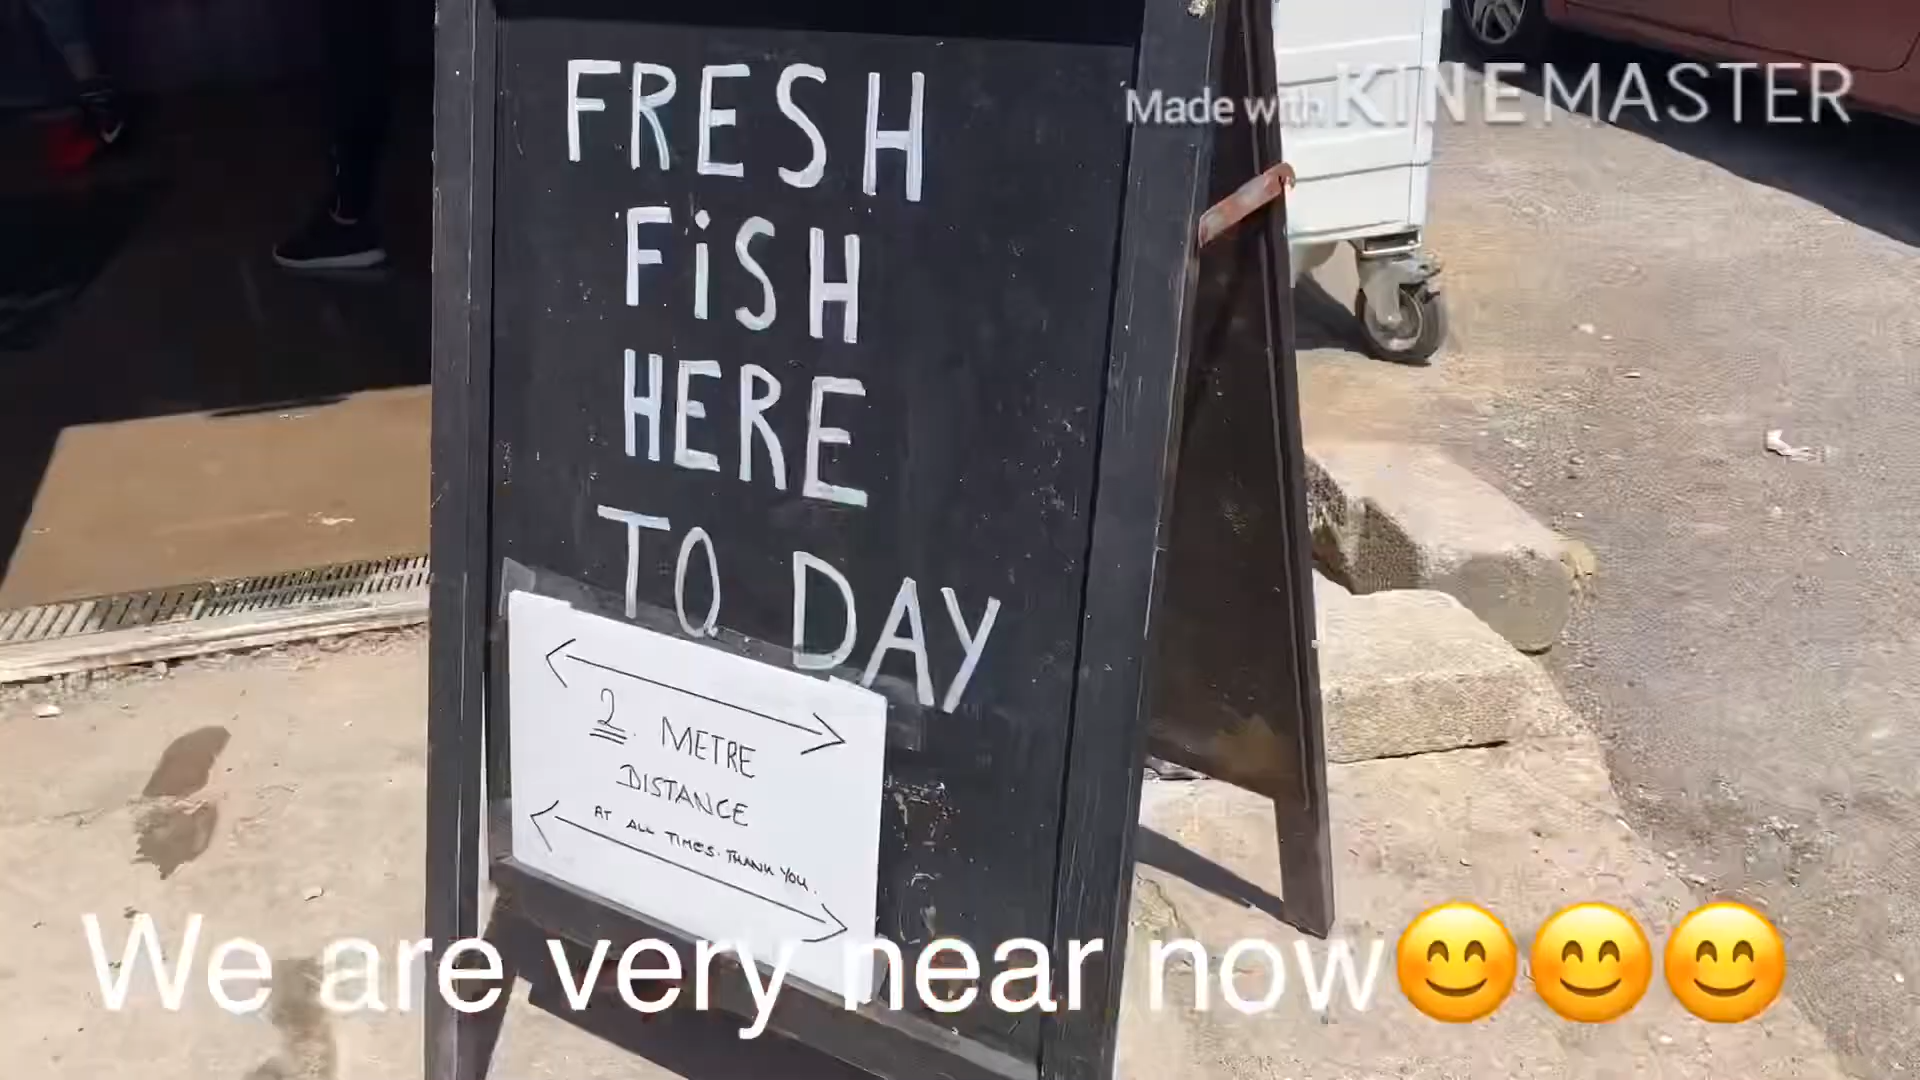 Made with KINEMASTER
FRESH
FiSH
HERE
TO DAY
2 METRE
DISTANCE
AT ALL TIMES. THANK YOU.
We are very near now😊😊😊